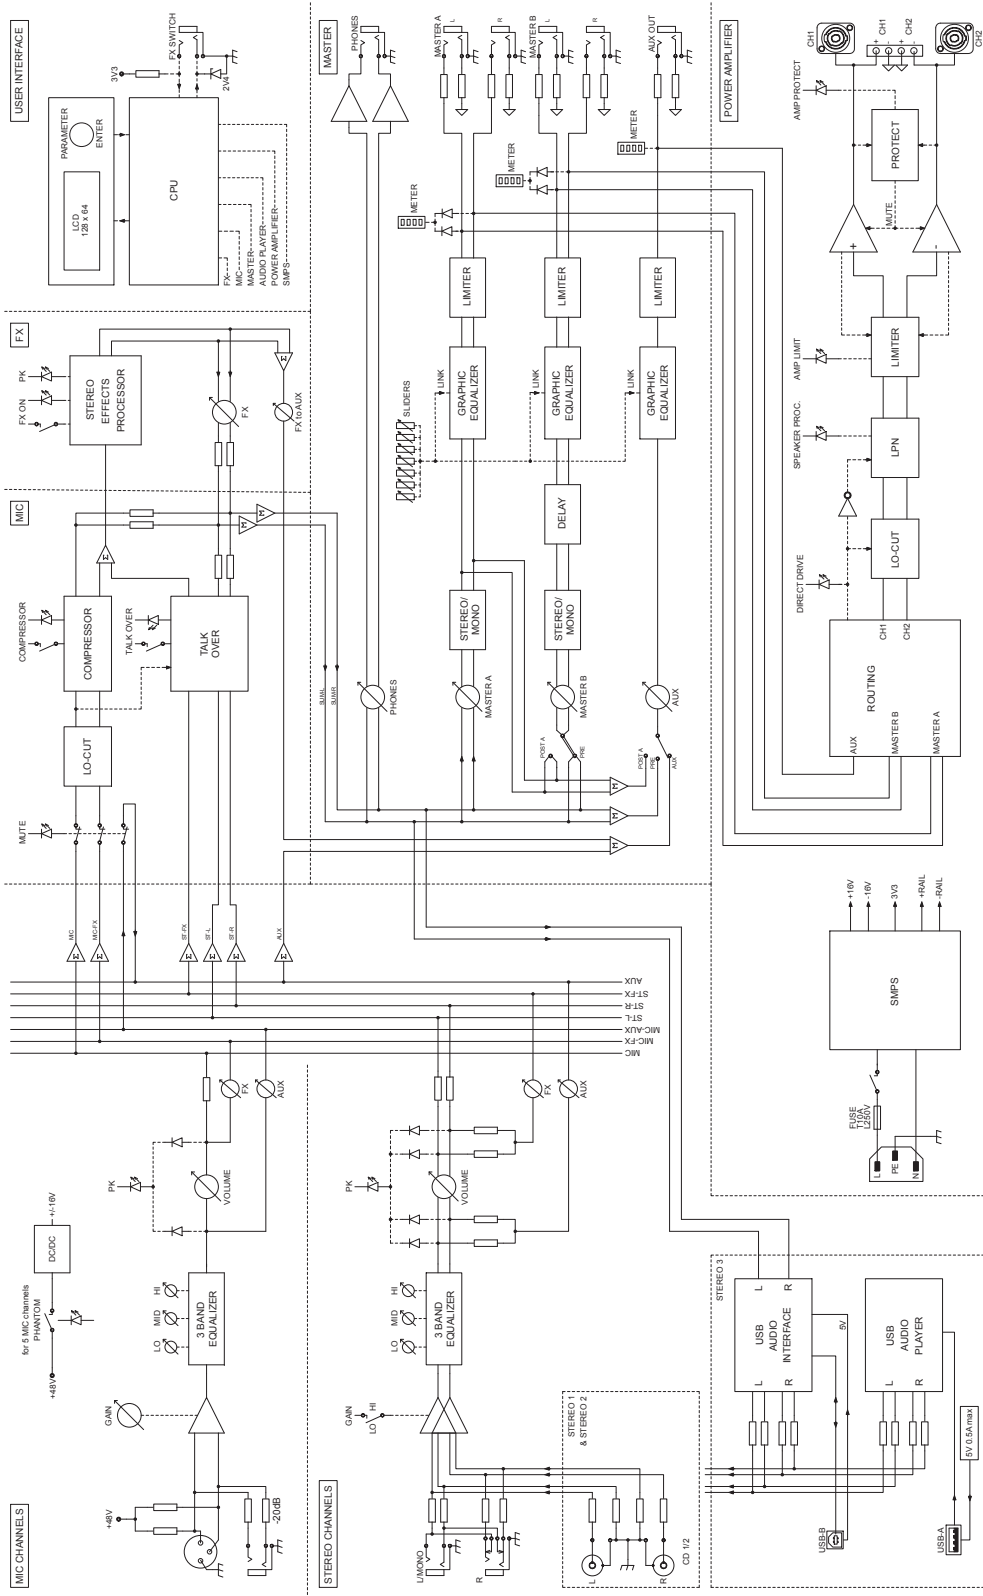 MIC CHANNELS
+48V
-20dB
GAIN
LO
MID
HI
3 BAND
EQUALIZER
PK
VOLUME
FX
AUX
for 5 MIC channels
PHANTOM
+48V
DC/DC
+/-16V
STEREO CHANNELS
L/MONO
R
GAIN
LO
HI
LO
MID
HI
3 BAND
EQUALIZER
PK
VOLUME
FX
AUX
STEREO 1
& STEREO 2
L
R
CD 1/2
STEREO 3
USB
AUDIO
INTERFACE
L
R
L
R
5V
USB-B
USB
AUDIO
PLAYER
L
R
USB-A
5V 0.5A max
MIC
MIC-FX
MIC-AUX
ST-L
ST-R
ST-FX
AUX
MIC
MIC-FX
ST-FX
ST-L
ST-R
AUX
MIC
MUTE
LO-CUT
COMPRESSOR
COMPRESSOR
TALK OVER
TALK
OVER
SUM-L
SUM-R
FX
FX ON
PK
STEREO
EFFECTS
PROCESSOR
FX
FX to AUX
USER INTERFACE
LCD
128 x 64
PARAMETER
ENTER
CPU
3V3
FX SWITCH
2V4
FX
MIC
MASTER
AUDIO PLAYER
POWER AMPLIFIER
SMPS
MASTER
PHONES
PHONES
MASTER A
STEREO/
MONO
SLIDERS
LINK
GRAPHIC
EQUALIZER
LIMITER
METER
MASTER A
L
R
POST A
PRE
MASTER B
STEREO/
MONO
DELAY
LINK
GRAPHIC
EQUALIZER
LIMITER
METER
MASTER B
L
R
POST A
PRE
AUX
AUX
LINK
GRAPHIC
EQUALIZER
LIMITER
METER
AUX OUT
POWER AMPLIFIER
ROUTING
AUX
MASTER B
MASTER A
CH1
CH2
DIRECT DRIVE
LO-CUT
SPEAKER PROC.
LPN
AMP LIMIT
LIMITER
+
-
MUTE
AMP PROTECT
PROTECT
CH1
+
-
+
-
CH1
CH2
CH2
L
PE
N
FUSE
T10A
L250V
SMPS
+16V
-16V
3V3
+RAIL
-RAIL